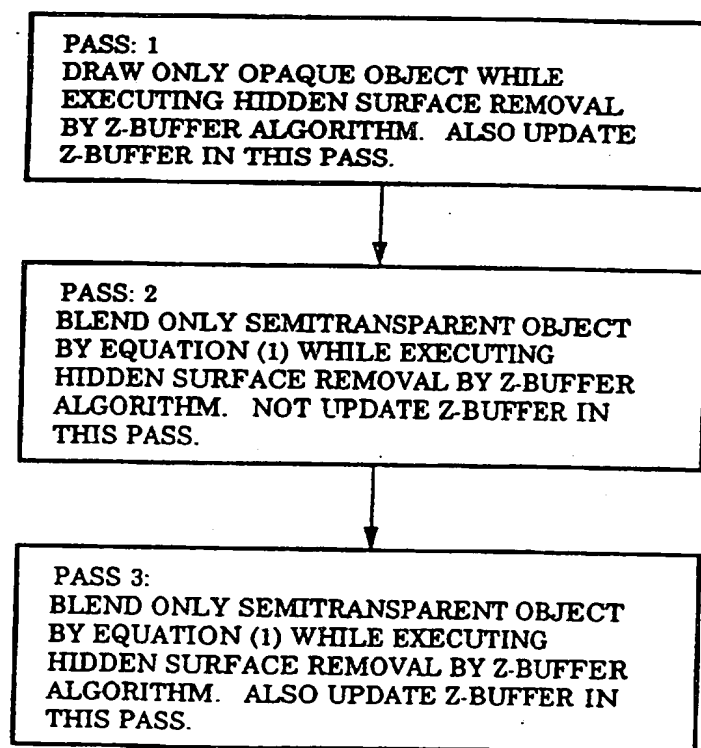 PASS: 1
DRAW ONLY OPAQUE OBJECT WHILE
EXECUTING HIDDEN SURFACE REMOVAL
BY Z-BUFFER ALGORITHM. ALSO UPDATE
Z-BUFFER IN THIS PASS.
PASS: 2
BLEND ONLY SEMITRANSPARENT OBJECT
BY EQUATION (1) WHILE EXECUTING
HIDDEN SURFACE REMOVAL BY Z-BUFFER
ALGORITHM. NOT UPDATE Z-BUFFER IN
THIS PASS.
PASS 3:
BLEND ONLY SEMITRANSPARENT OBJECT
BY EQUATION (1) WHILE EXECUTING
HIDDEN SURFACE REMOVAL BY Z-BUFFER
ALGORITHM. ALSO UPDATE Z-BUFFER IN
THIS PASS.